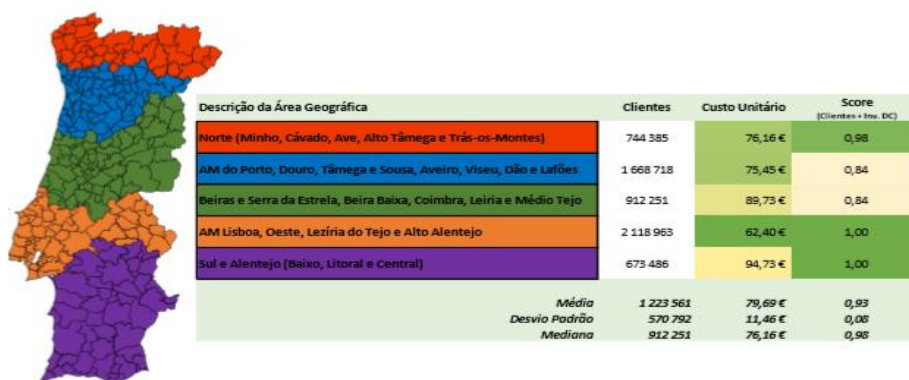 Descrição da Área Geográfica Clientes Custo Unitário Score (Clientes + Inv. DC)
Norte (Minho, Cávado, Ave, Alto Tâmega e Trás-os-Montes) 744 385 76,16 € 0,98
AM do Porto, Douro, Tâmega e Sousa, Aveiro, Viseu, Dão e Lafões 1 668 718 75,45 € 0,84
Beiras e Serra da Estrela, Beira Baixa, Coimbra, Leiria e Médio Tejo 912 251 89,73 € 0,84
AM Lisboa, Oeste, Lezíria do Tejo e Alto Alentejo 2 118 963 62,40 € 1,00
Sul e Alentejo (Baixo, Litoral e Central) 673 486 94,73 € 1,00
Média 1 223 561 79,69 € 0,93
Desvio Padrão 570 792 11,46 € 0,08
Mediana 912 251 76,16 € 0,98